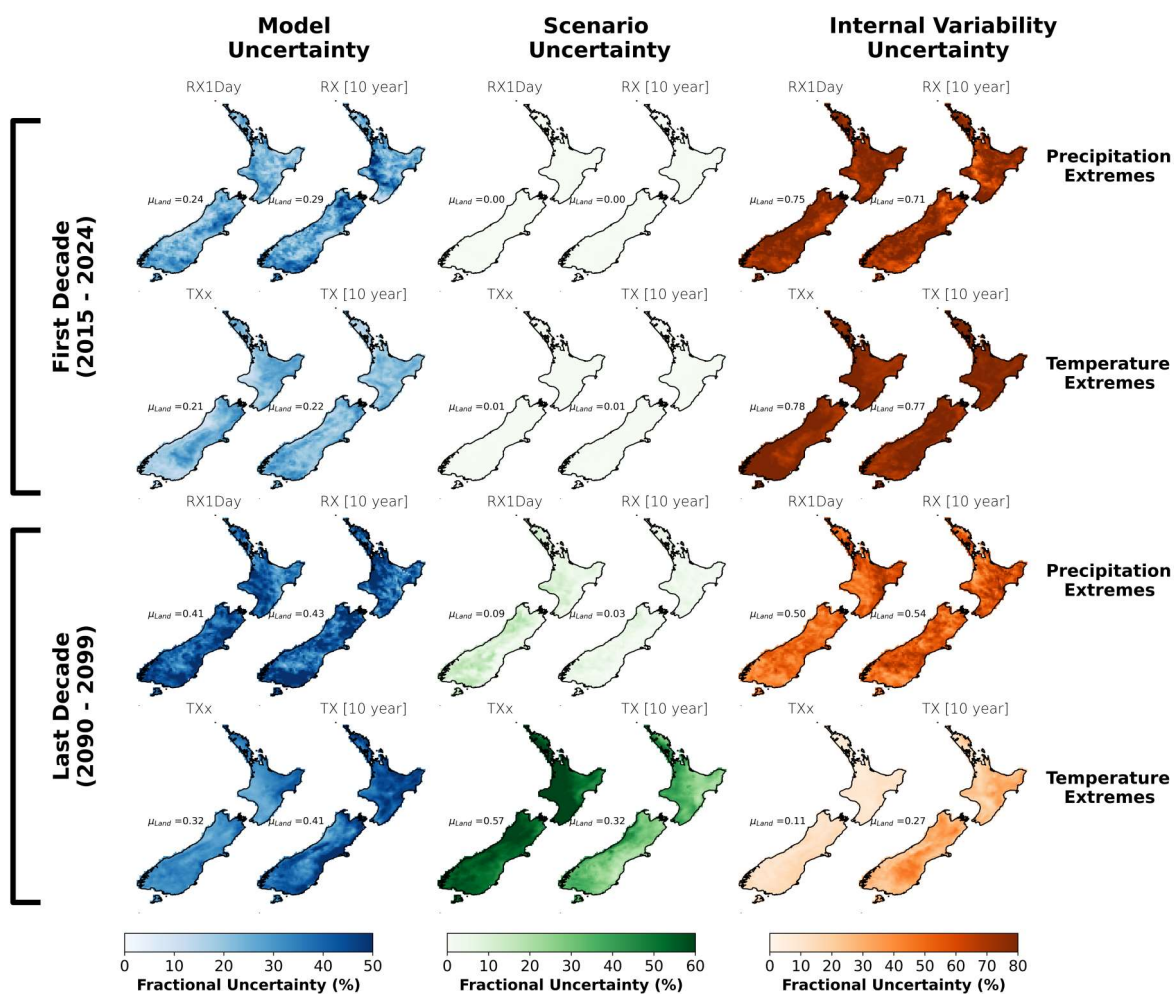 Model
Uncertainty
Scenario
Uncertainty
Internal Variability
Uncertainty
First Decade
(2015 - 2024)
RX1Day
RX [10 year]
RX1Day
RX [10 year]
RX1Day
RX [10 year]
Precipitation
Extremes
μLand =0.24
μLand =0.29
μLand =0.00
μLand =0.00
μLand =0.75
μLand =0.71
TXx
TX [10 year]
TXx
TX [10 year]
TXx
TX [10 year]
Temperature
Extremes
μLand =0.21
μLand =0.22
μLand =0.01
μLand =0.01
μLand =0.78
μLand =0.77
Last Decade
(2090 - 2099)
RX1Day
RX [10 year]
RX1Day
RX [10 year]
RX1Day
RX [10 year]
Precipitation
Extremes
μLand =0.41
μLand =0.43
μLand =0.09
μLand =0.03
μLand =0.50
μLand =0.54
TXx
TX [10 year]
TXx
TX [10 year]
TXx
TX [10 year]
Temperature
Extremes
μLand =0.32
μLand =0.41
μLand =0.57
μLand =0.32
μLand =0.11
μLand =0.27
0 10 20 30 40 50
Fractional Uncertainty (%)
0 10 20 30 40 50 60
Fractional Uncertainty (%)
0 10 20 30 40 50 60 70 80
Fractional Uncertainty (%)